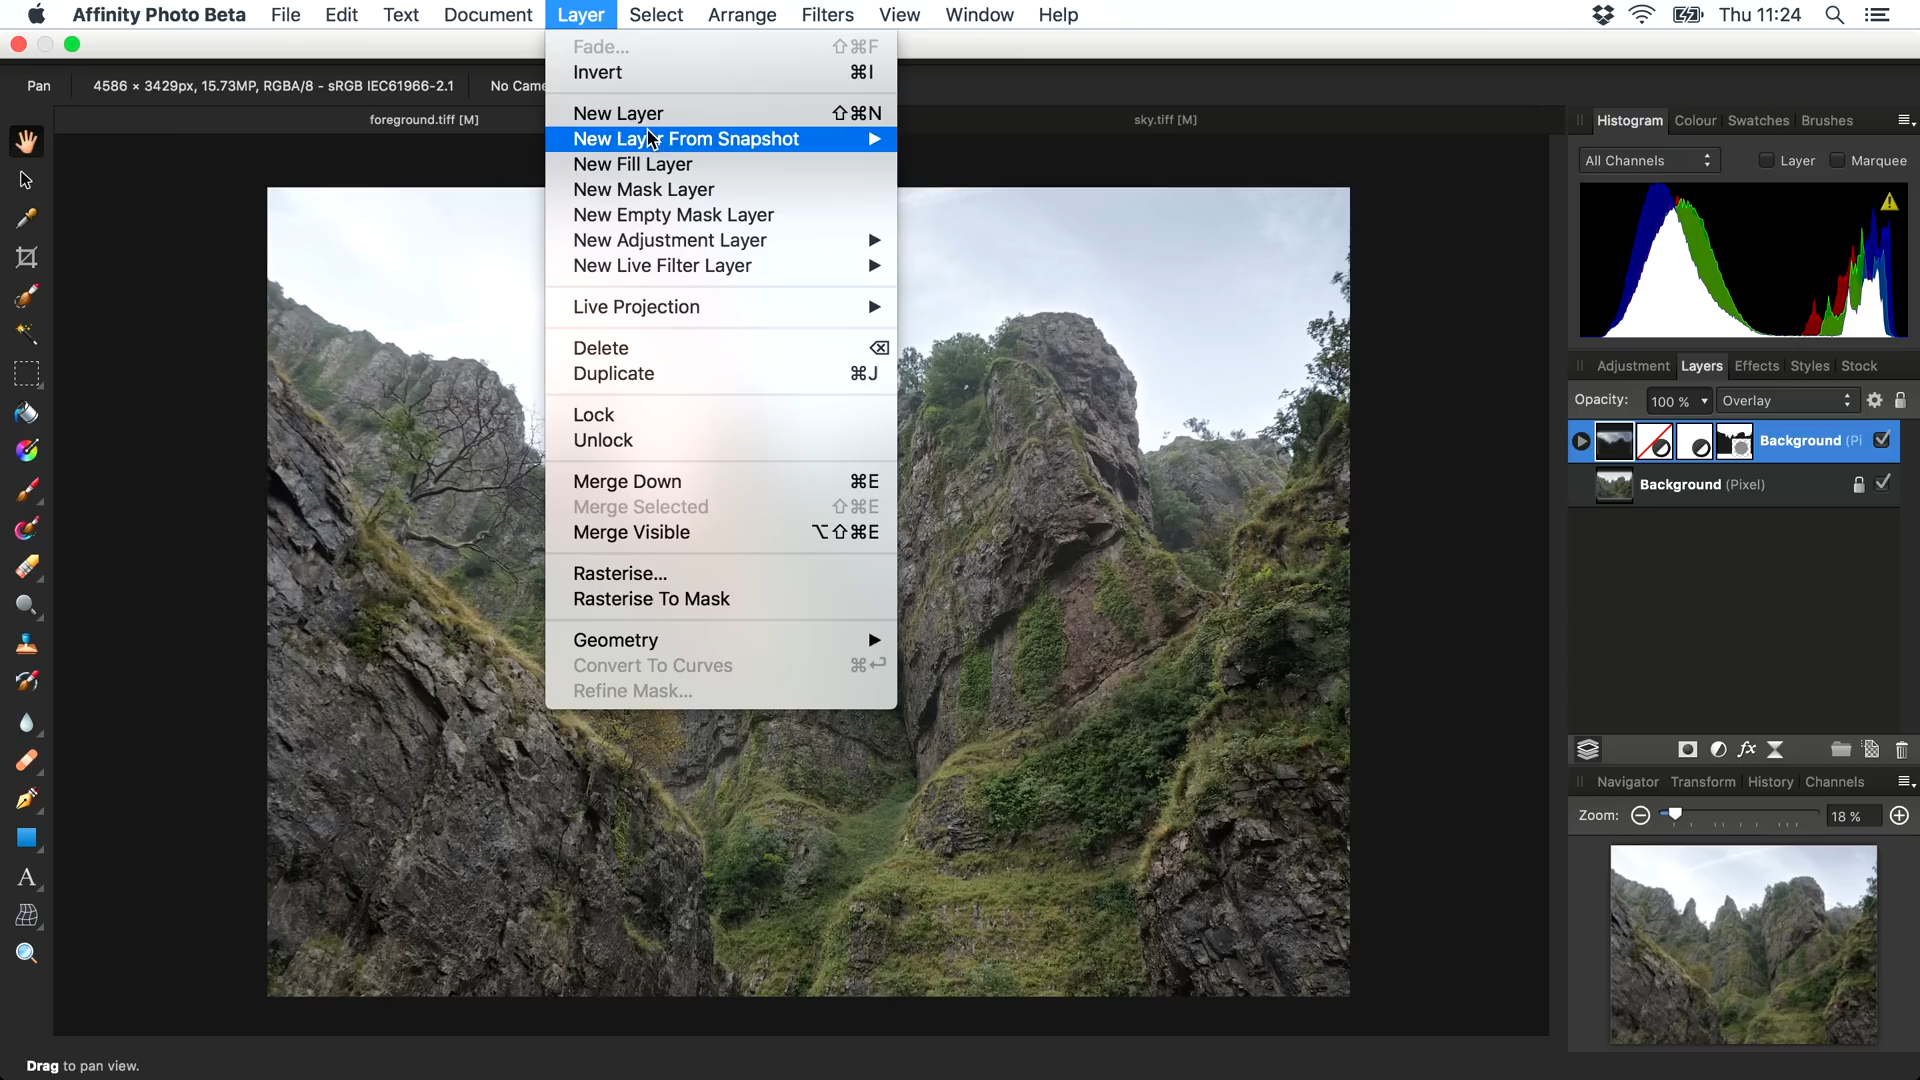 Affinity Photo Beta File Edit Text Document Layer Select Arrange Filters View Window Help Thu 11:24
Pan 4586 × 3429px, 15.73MP, RGBA/8 - sRGB IEC61966-2.1 No Came
foreground.tiff [M] sky.tiff [M]
Fade... ⇧⌘F
Invert ⌘I
New Layer ⇧⌘N
New Layer From Snapshot
New Fill Layer
New Mask Layer
New Empty Mask Layer
New Adjustment Layer
New Live Filter Layer
Live Projection
Delete ⌫
Duplicate ⌘J
Lock
Unlock
Merge Down ⌘E
Merge Selected ⇧⌘E
Merge Visible ⌥⇧⌘E
Rasterise...
Rasterise To Mask
Geometry
Convert To Curves ⌘↩
Refine Mask...
Histogram Colour Swatches Brushes
All Channels Layer Marquee
Adjustment Layers Effects Styles Stock
Opacity: 100 % Overlay
Background (Pi
Background (Pixel)
fx
Navigator Transform History Channels
Zoom: 18 %
A
Drag to pan view.